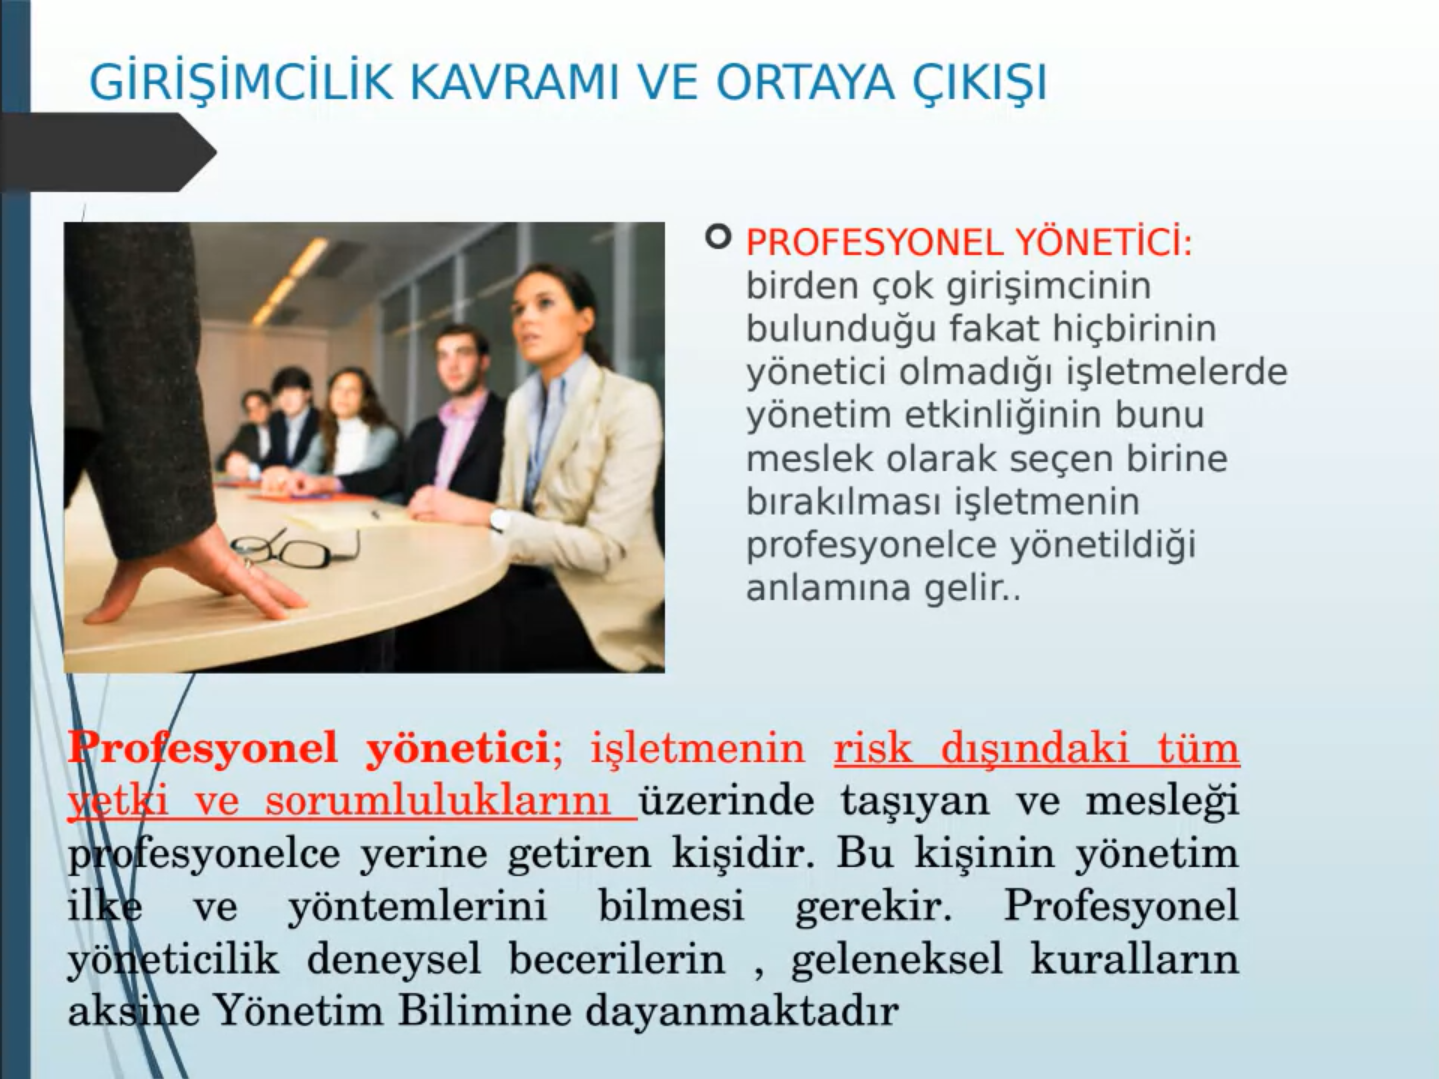 GİRİŞİMCİLİK KAVRAMI VE ORTAYA ÇIKIŞI
PROFESYONEL YÖNETİCİ:
birden çok girişimcinin
bulunduğu fakat hiçbirinin
yönetici olmadığı işletmelerde
yönetim etkinliğinin bunu
meslek olarak seçen birine
bırakılması işletmenin
profesyonelce yönetildiği
anlamına gelir..
Profesyonel yönetici; işletmenin risk dışındaki tüm
yetki ve sorumluluklarını üzerinde taşıyan ve mesleği
profesyonelce yerine getiren kişidir. Bu kişinin yönetim
ilke ve yöntemlerini bilmesi gerekir. Profesyonel
yöneticilik deneysel becerilerin , geleneksel kuralların
aksine Yönetim Bilimine dayanmaktadır